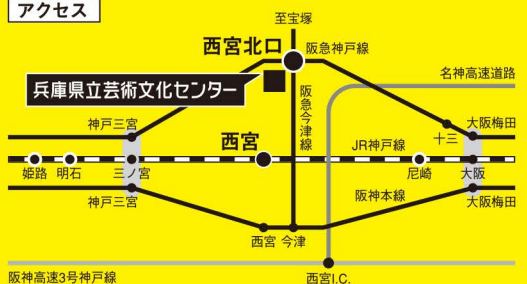 アクセス
至宝塚
西宮北口
阪急神戸線
兵庫県立芸術文化センター
名神高速道路
阪急今津線
神戸三宮
十三
大阪梅田
西宮
JR神戸線
姫路
明石
三ノ宮
尼崎
大阪
神戸三宮
阪神本線
大阪梅田
西宮
今津
阪神高速3号神戸線
西宮I.C.